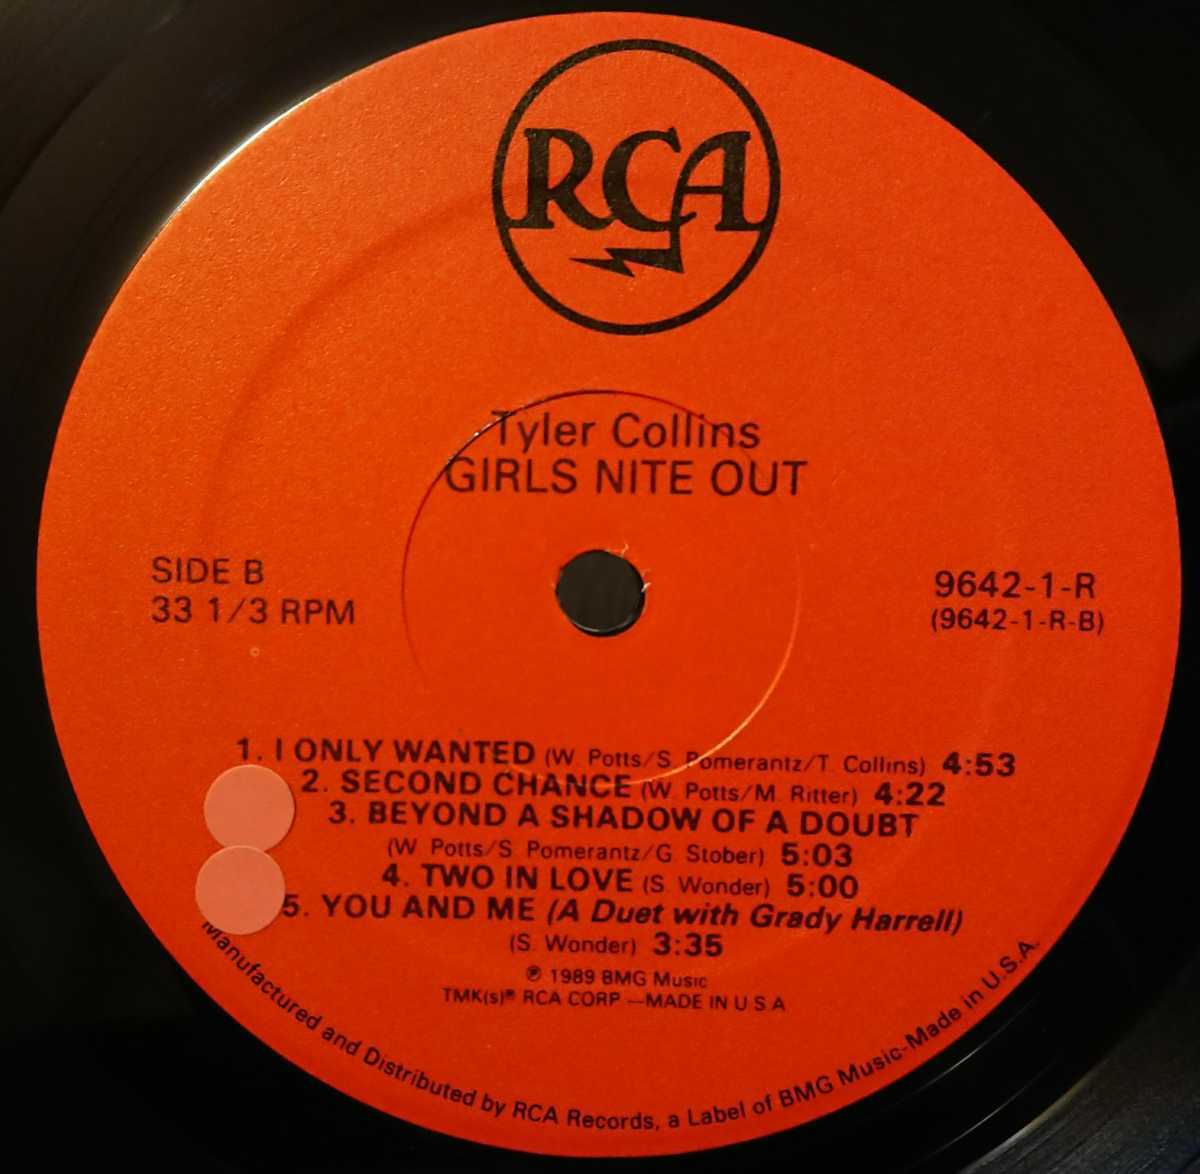 RCA
Tyler Collins
GIRLS NITE OUT
SIDE B
33 1/3 RPM
9642-1-R
(9642-1-R-B)
1. I ONLY WANTED (W. Potts/S. Pomerantz/T. Collins) 4:53
2. SECOND CHANCE (W. Potts/M. Ritter) 4:22
3. BEYOND A SHADOW OF A DOUBT
(W. Potts/S. Pomerantz/G. Stober) 5:03
4. TWO IN LOVE (S. Wonder) 5:00
5. YOU AND ME (A Duet with Grady Harrell)
(S. Wonder) 3:35
℗ 1989 BMG Music
TMK(s)® RCA CORP —MADE IN U S A
Manufactured and Distributed by RCA Records, a Label of BMG Music-Made in U.S.A.